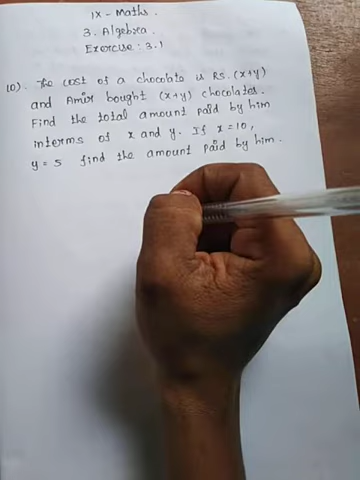 IX - Maths.
3. Algebra.
Exercise: 3.1
10). The cost of a chocolate is Rs. (x+y)
and Amir bought (x+y) chocolates.
Find the total amount paid by him
interms of x and y. If x = 10,
y = 5 find the amount paid by him.